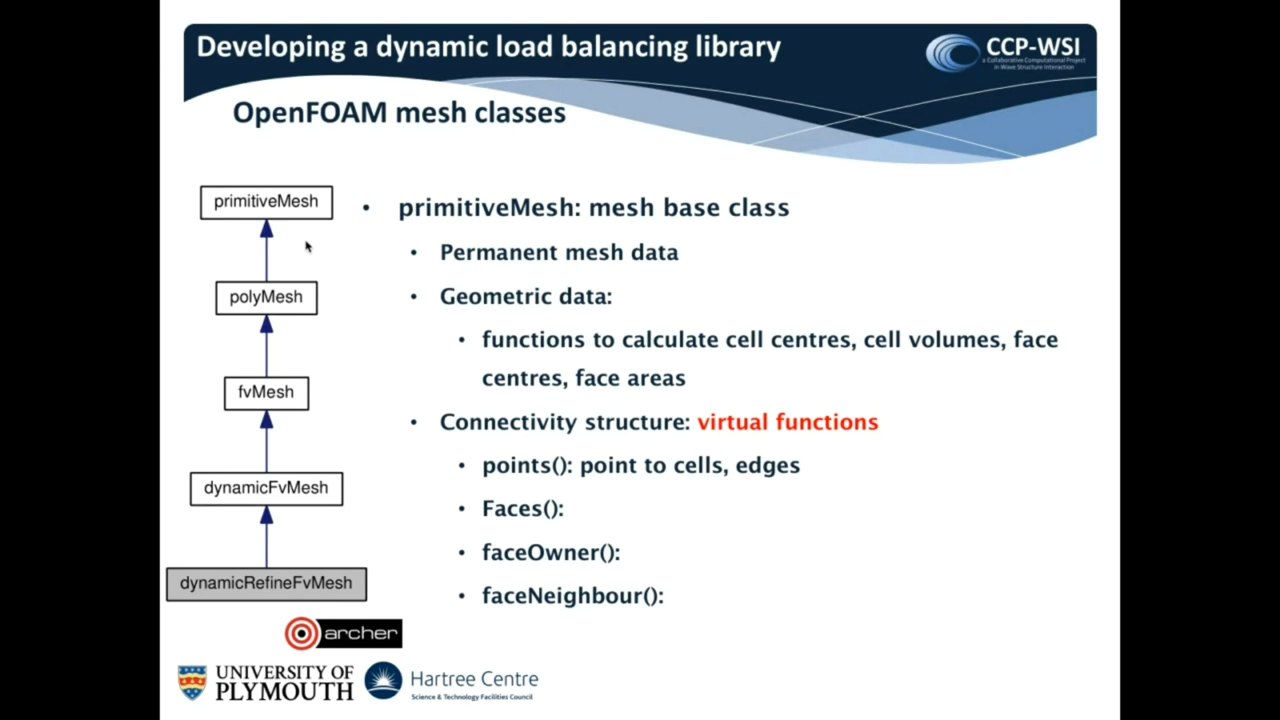 Developing a dynamic load balancing library
CCP-WSI
a Collaborative Computational Project
in Wave Structure Interaction
OpenFOAM mesh classes
primitiveMesh
polyMesh
fvMesh
dynamicFvMesh
dynamicRefineFvMesh
• primitiveMesh: mesh base class
• Permanent mesh data
• Geometric data:
• functions to calculate cell centres, cell volumes, face
centres, face areas
• Connectivity structure: virtual functions
• points(): point to cells, edges
• Faces():
• faceOwner():
• faceNeighbour():
archer
UNIVERSITY OF
PLYMOUTH
Hartree Centre
Science & Technology Facilities Council